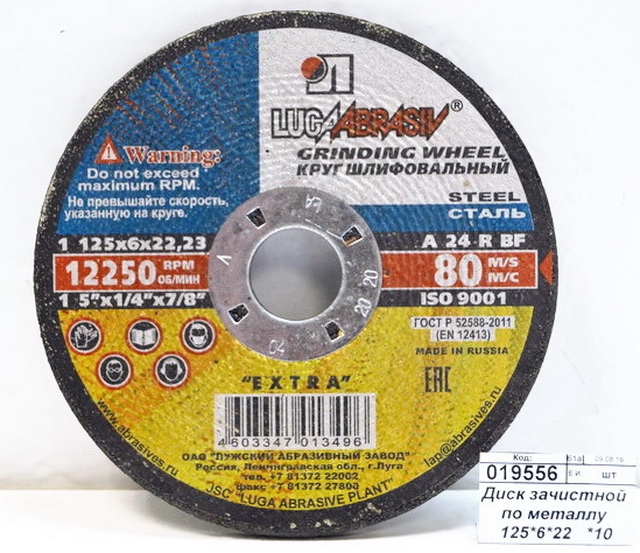 LUGAABRASIV®
GRINDING WHEEL
КРУГ ШЛИФОВАЛЬНЫЙ
STEEL
СТАЛЬ
Warning:
Do not exceed
maximum RPM.
Не превышайте скорость,
указанную на круге.
1 125x6x22,23
12250 RPM ОБ/МИН
1 5"x1/4"x7/8"
A 24 R BF
80 M/S М/С
ISO 9001
ГОСТ Р 52588-2011
(EN 12413)
MADE IN RUSSIA
EAC
20 20
"EXTRA"
4 603347 013496
ОАО "ЛУЖСКИЙ АБРАЗИВНЫЙ ЗАВОД"
Россия, Ленинградская обл., г.Луга
тел +7 81372 22002
факс +7 81372 27800
JSC "LUGA ABRASIVE PLANT"
www.abrasives.ru
lap@abrasives.ru
Код:
019556
шт
Диск зачистной
по металлу
125*6*22 *10